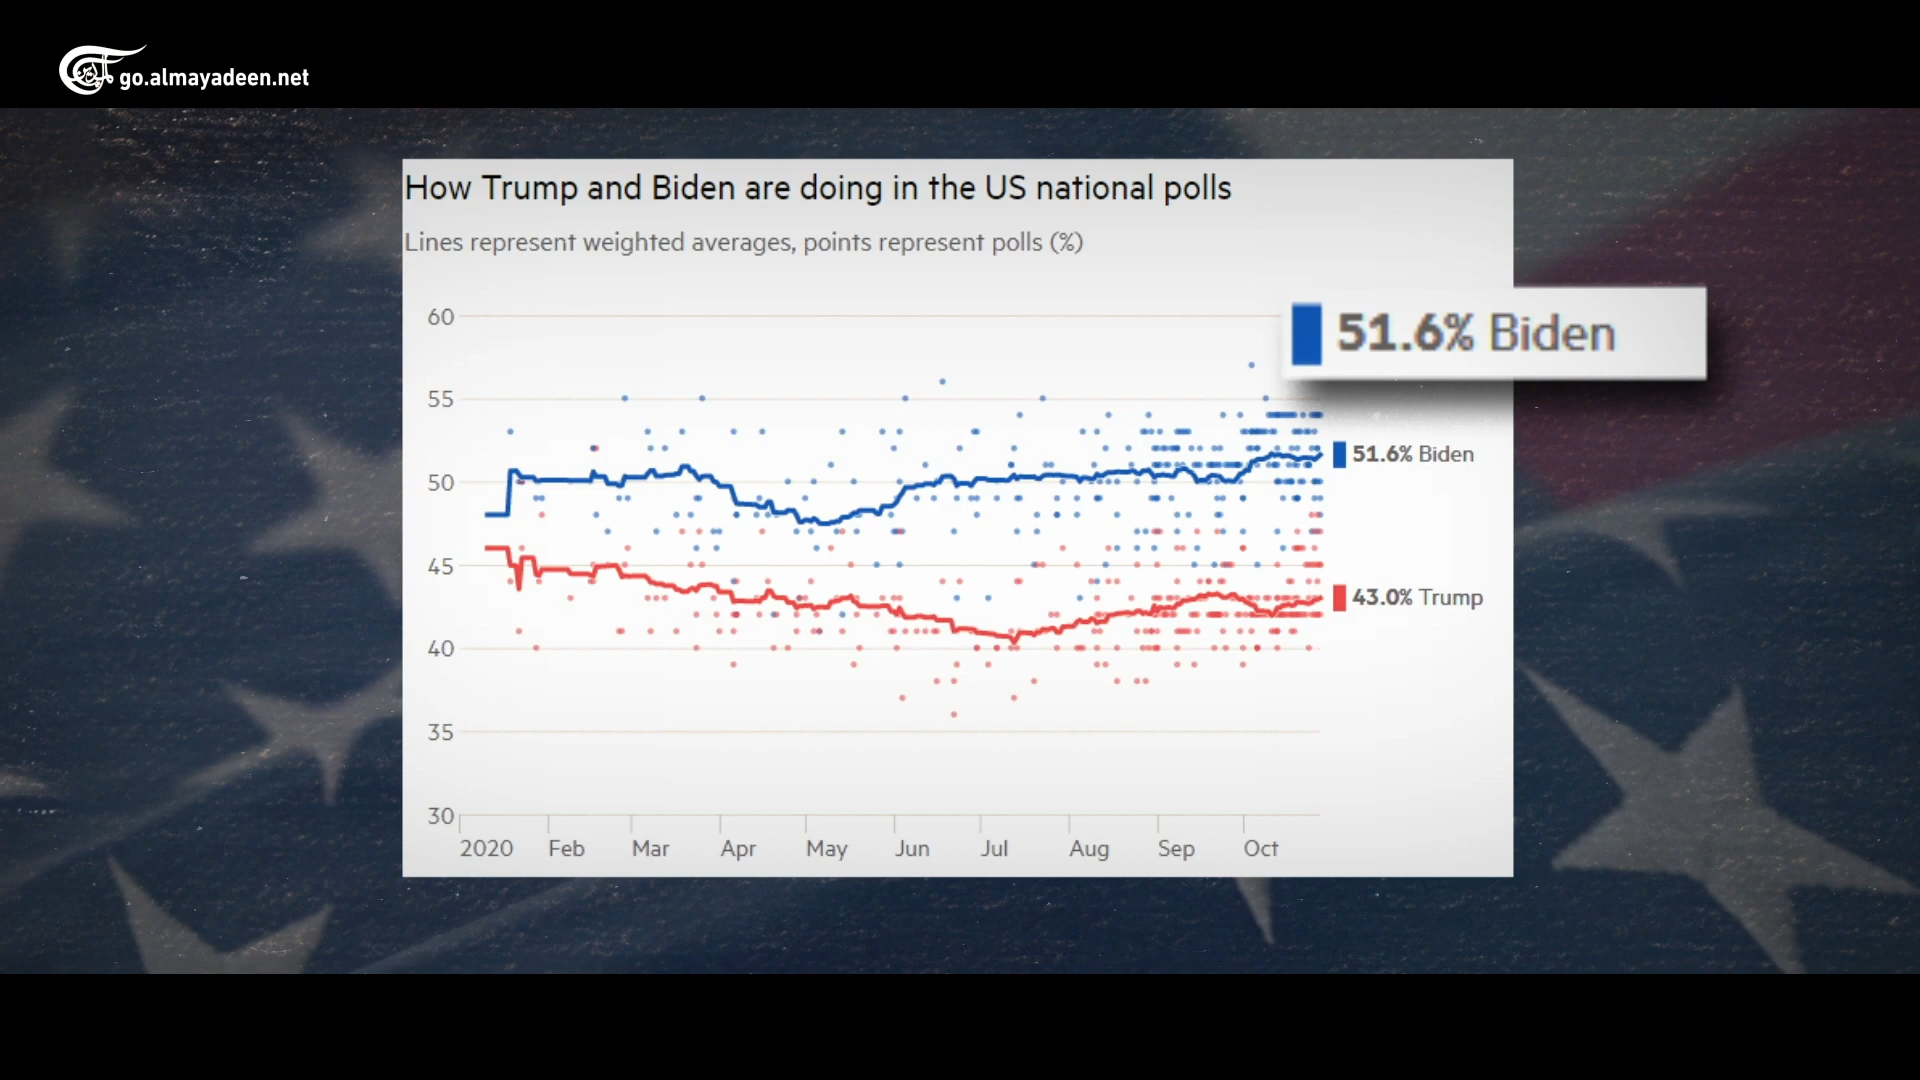 go.almayadeen.net
How Trump and Biden are doing in the US national polls
Lines represent weighted averages, points represent polls (%)
60
51.6% Biden
55
51.6% Biden
50
45
43.0% Trump
40
35
30
2020 Feb Mar Apr May Jun Jul Aug Sep Oct